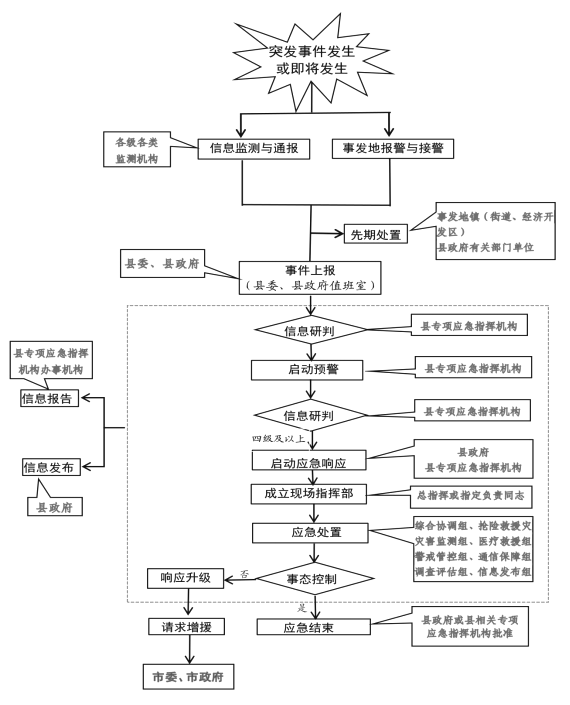 突发事件发生
或即将发生
各级各类
监测机构
信息监测与通报
事发地报警与接警
先期处置
事发地镇（街道、经济开
发区）
县政府有关部门单位
县委、县政府
事件上报
（县委、县政府值班室）
信息研判
县专项应急指挥机构
启动预警
县专项应急指挥机构
县专项应急指挥
机构办事机构
信息报告
信息研判
县专项应急指挥机构
四级及以上
启动应急响应
县政府
县专项应急指挥机构
信息发布
县政府
成立现场指挥部
总指挥或指定负责同志
应急处置
综合协调组、抢险救援灾
灾害监测组、医疗救援组
警戒管控组、通信保障组
调查评估组、信息发布组
事态控制
否
响应升级
是
请求增援
应急结束
县政府或县相关专项
应急指挥机构批准
市委、市政府